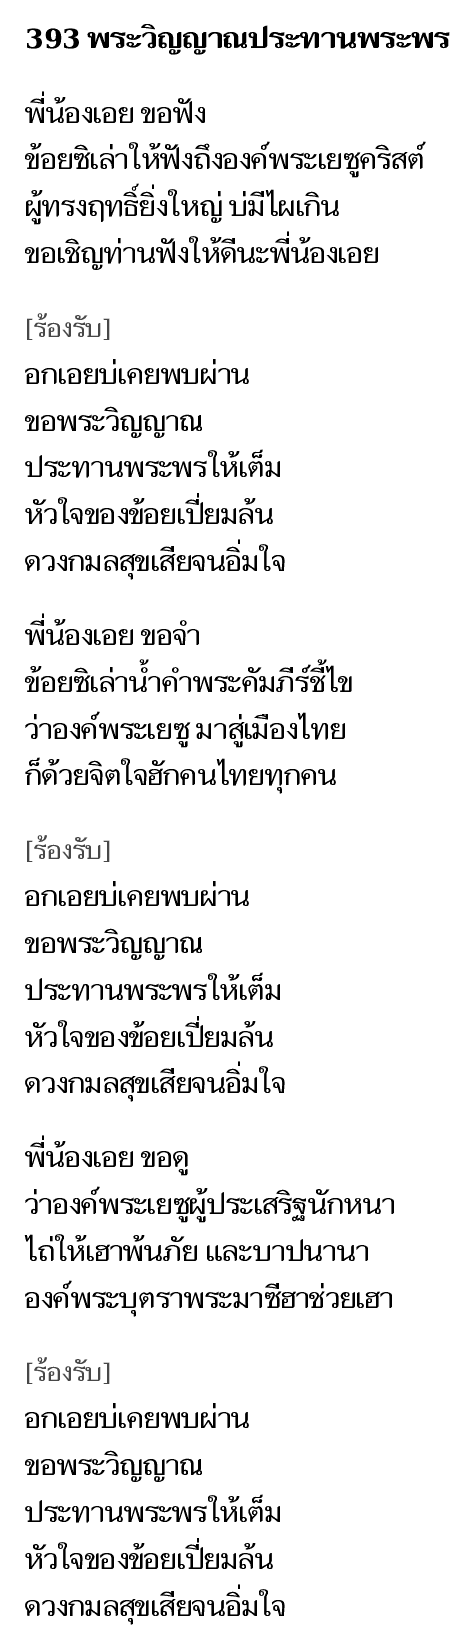 393 พระวิญญาณประทานพระพร
พี่น้องเอย ขอฟัง
ข้อยซิเล่าให้ฟังถึงองค์พระเยซูคริสต์
ผู้ทรงฤทธิ์ยิ่งใหญ่ บ่มีไผเกิน
ขอเชิญท่านฟังให้ดีนะพี่น้องเอย
[ร้องรับ]
อกเอยบ่เคยพบผ่าน
ขอพระวิญญาณ
ประทานพระพรให้เต็ม
หัวใจของข้อยเปี่ยมล้น
ดวงกมลสุขเสียจนอิ่มใจ
พี่น้องเอย ขอจำ
ข้อยซิเล่าน้ำคำพระคัมภีร์ชี้ไข
ว่าองค์พระเยซู มาสู่เมืองไทย
ก็ด้วยจิตใจฮักคนไทยทุกคน
[ร้องรับ]
อกเอยบ่เคยพบผ่าน
ขอพระวิญญาณ
ประทานพระพรให้เต็ม
หัวใจของข้อยเปี่ยมล้น
ดวงกมลสุขเสียจนอิ่มใจ
พี่น้องเอย ขอดู
ว่าองค์พระเยซูผู้ประเสริฐนักหนา
ไถ่ให้เฮาพ้นภัย และบาปนานา
องค์พระบุตราพระมาซีฮาช่วยเฮา
[ร้องรับ]
อกเอยบ่เคยพบผ่าน
ขอพระวิญญาณ
ประทานพระพรให้เต็ม
หัวใจของข้อยเปี่ยมล้น
ดวงกมลสุขเสียจนอิ่มใจ